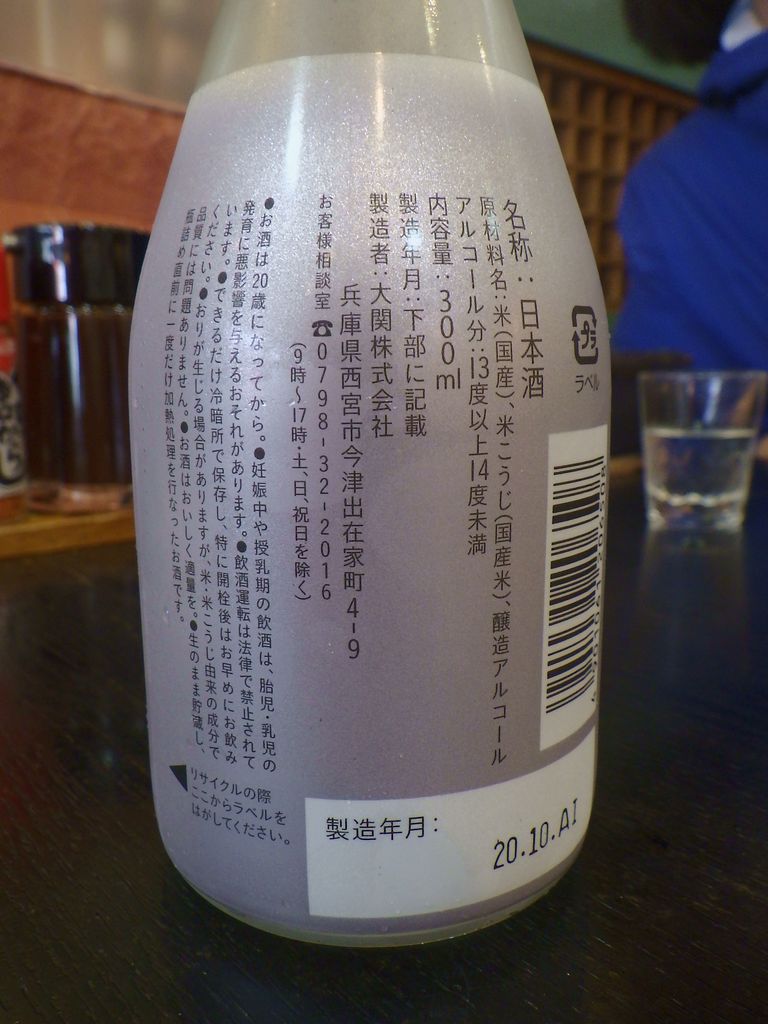 名称：日本酒
原材料名：米(国産)、米こうじ(国産米)、醸造アルコール
アルコール分：13度以上14度未満
内容量：300ml
製造年月：下部に記載
製造者：大関株式会社
兵庫県西宮市今津出在家町4-9
お客様相談室 ☎0798-32-2016
(9時〜17時・土、日、祝日を除く)
●お酒は20歳になってから。●妊娠中や授乳期の飲酒は、胎児・乳児の
発育に悪影響を与えるおそれがあります。●飲酒運転は法律で禁止されて
います。●できるだけ冷暗所で保存し、特に開栓後はお早めにお飲み
ください。●おりが生じる場合がありますが、米・米こうじ由来の成分で
品質には問題ありません。●お酒はおいしく適量を。●生のまま貯蔵し、
瓶詰め直前に一度だけ加熱処理を行なったお酒です。
プラ
ラベル
リサイクルの際
ここからラベルを
はがしてください。
製造年月：
20.10.AI